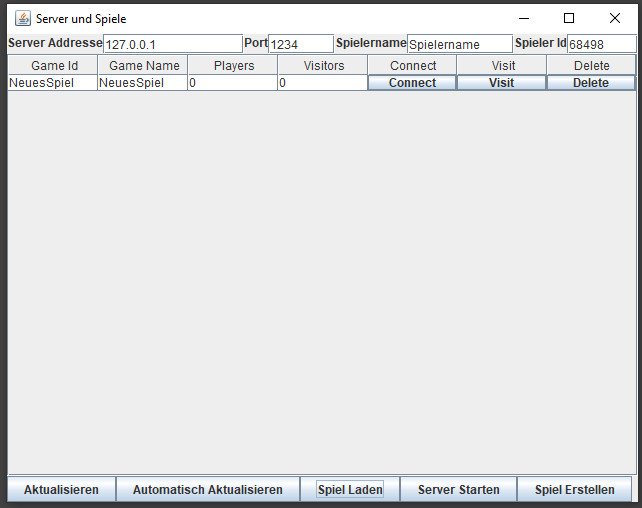 Server und Spiele
Server Addresse 127.0.0.1 Port 1234 Spielername Spielername Spieler Id 68498
Game Id Game Name Players Visitors Connect Visit Delete
NeuesSpiel NeuesSpiel 0 0 Connect Visit Delete
Aktualisieren Automatisch Aktualisieren Spiel Laden Server Starten Spiel Erstellen